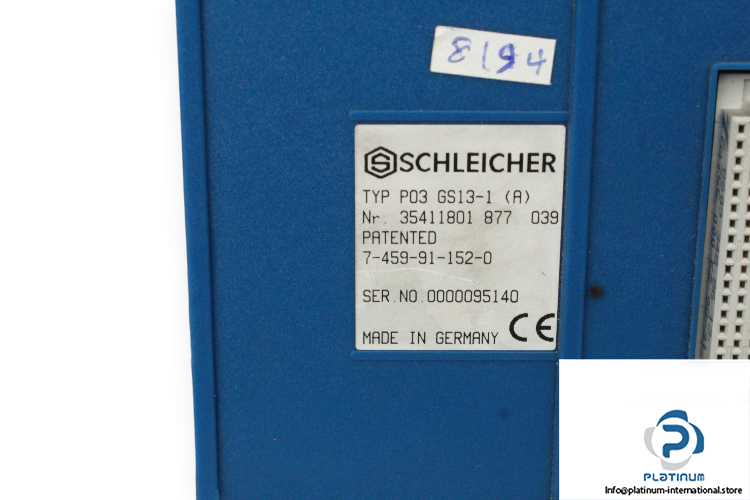 8194
SCHLEICHER
TYP P03 GS13-1 (A)
Nr. 35411801 877 039
PATENTED
7-459-91-152-0
SER.NO.0000095140
MADE IN GERMANY CE
PLATINUM
Info@platinum-international.store